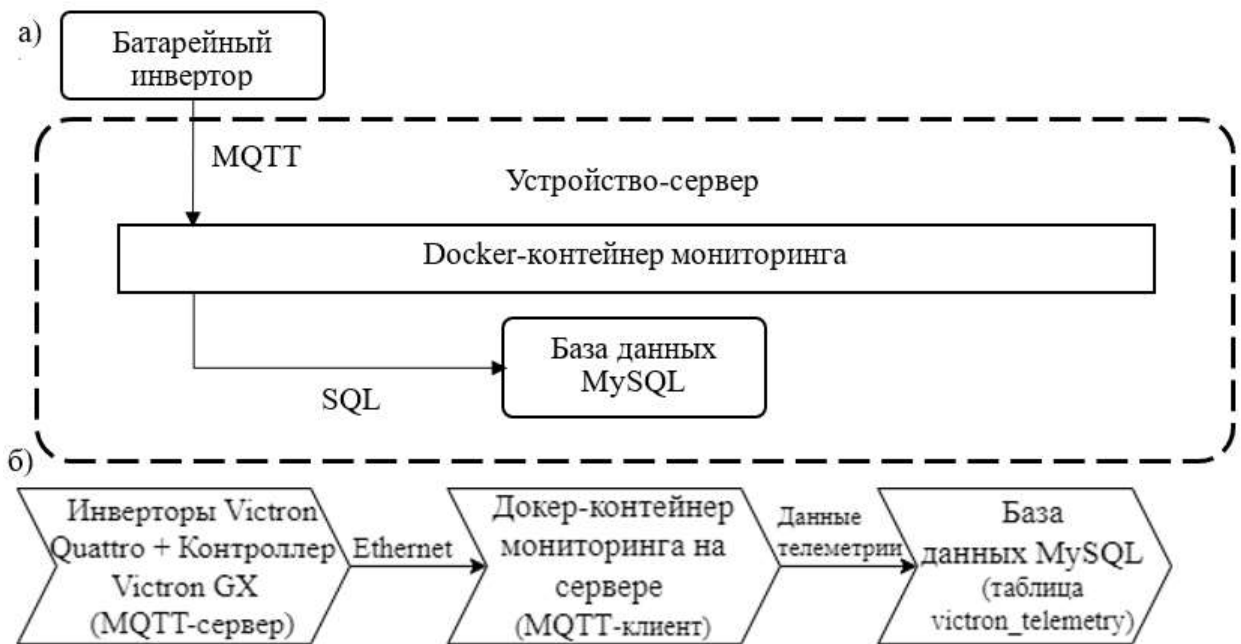 а)
Батарейный
инвертор
MQTT
Устройство-сервер
Docker-контейнер мониторинга
База данных
MySQL
SQL
б)
Инверторы Victron
Quattro + Контроллер
Victron GX
(MQTT-сервер)
Ethernet
Докер-контейнер
мониторинга на
сервере
(MQTT-клиент)
Данные
телеметрии
База
данных MySQL
(таблица
victron_telemetry)